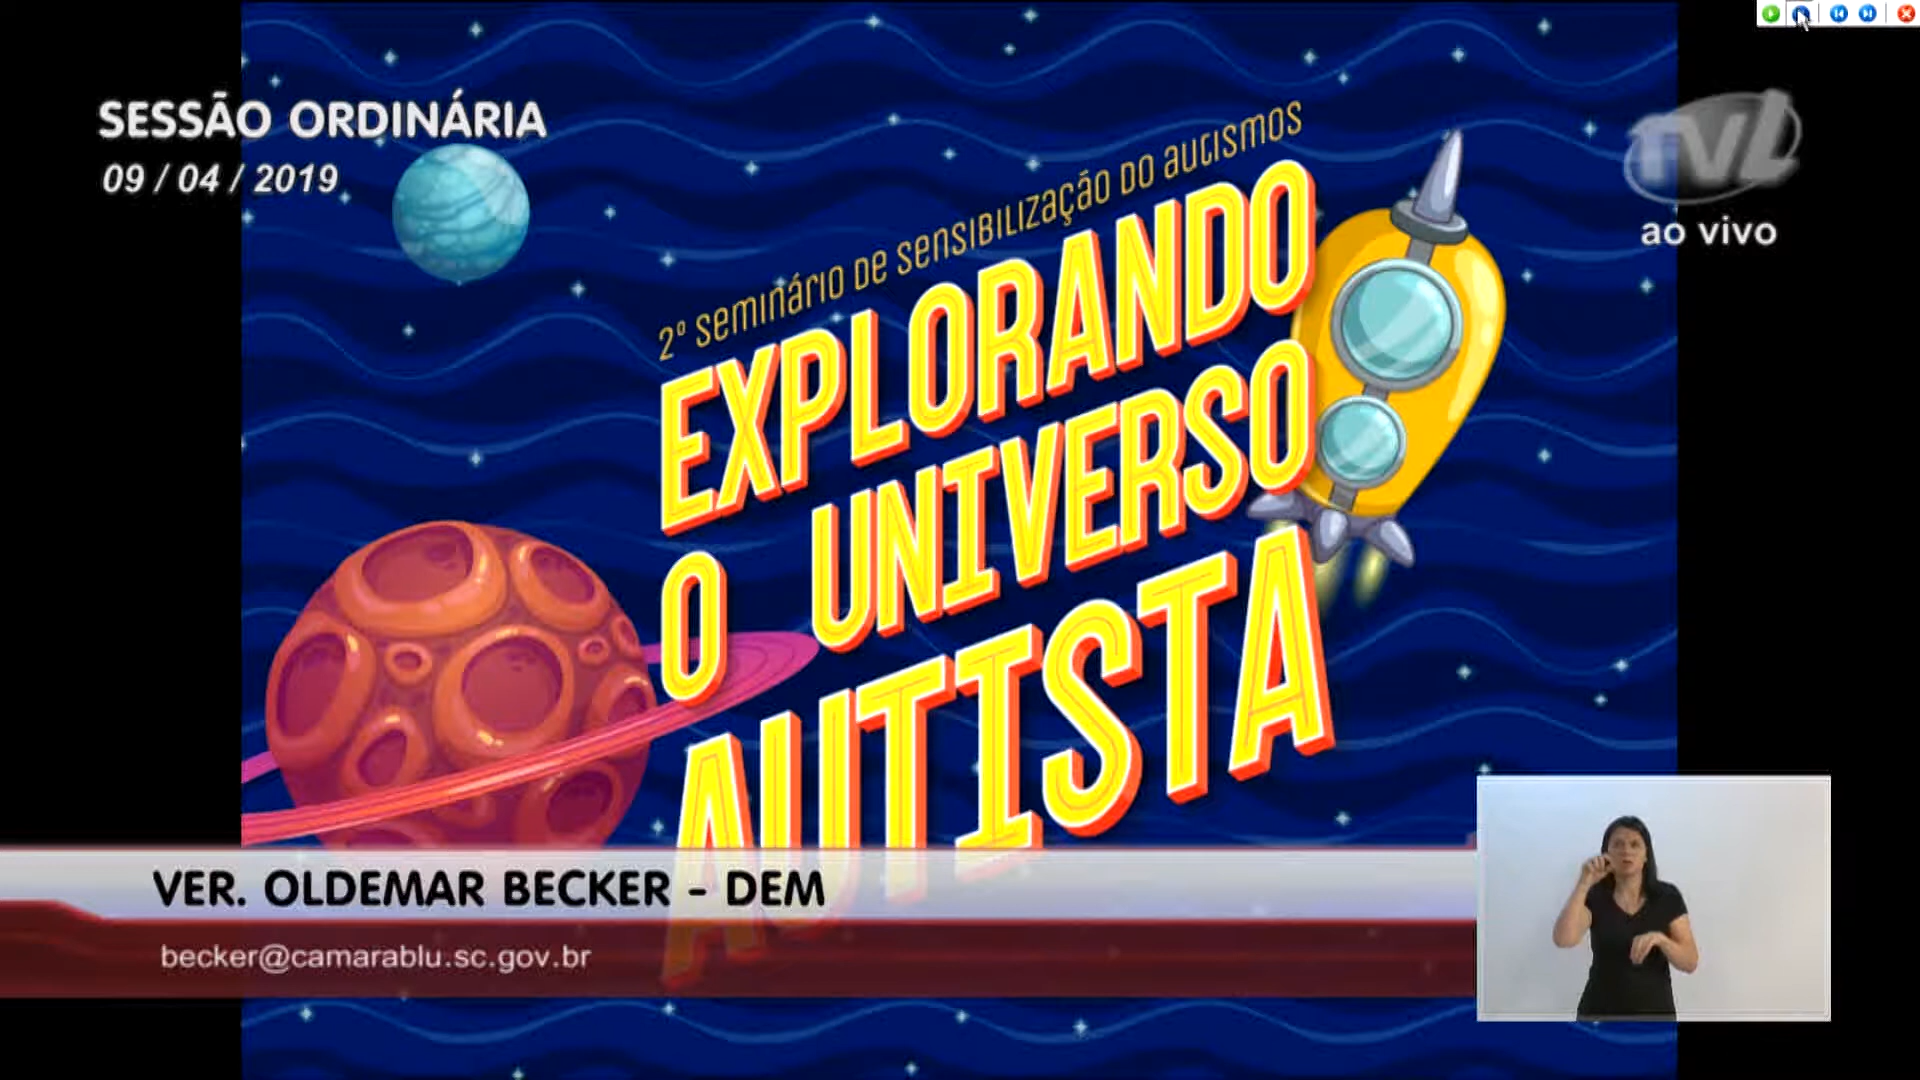 SESSÃO ORDINÁRIA
09 / 04 / 2019
TVL
ao vivo
2º seminário de sensibilização do autismos
EXPLORANDO
O UNIVERSO
AUTISTA
VER. OLDEMAR BECKER - DEM
becker@camarablu.sc.gov.br